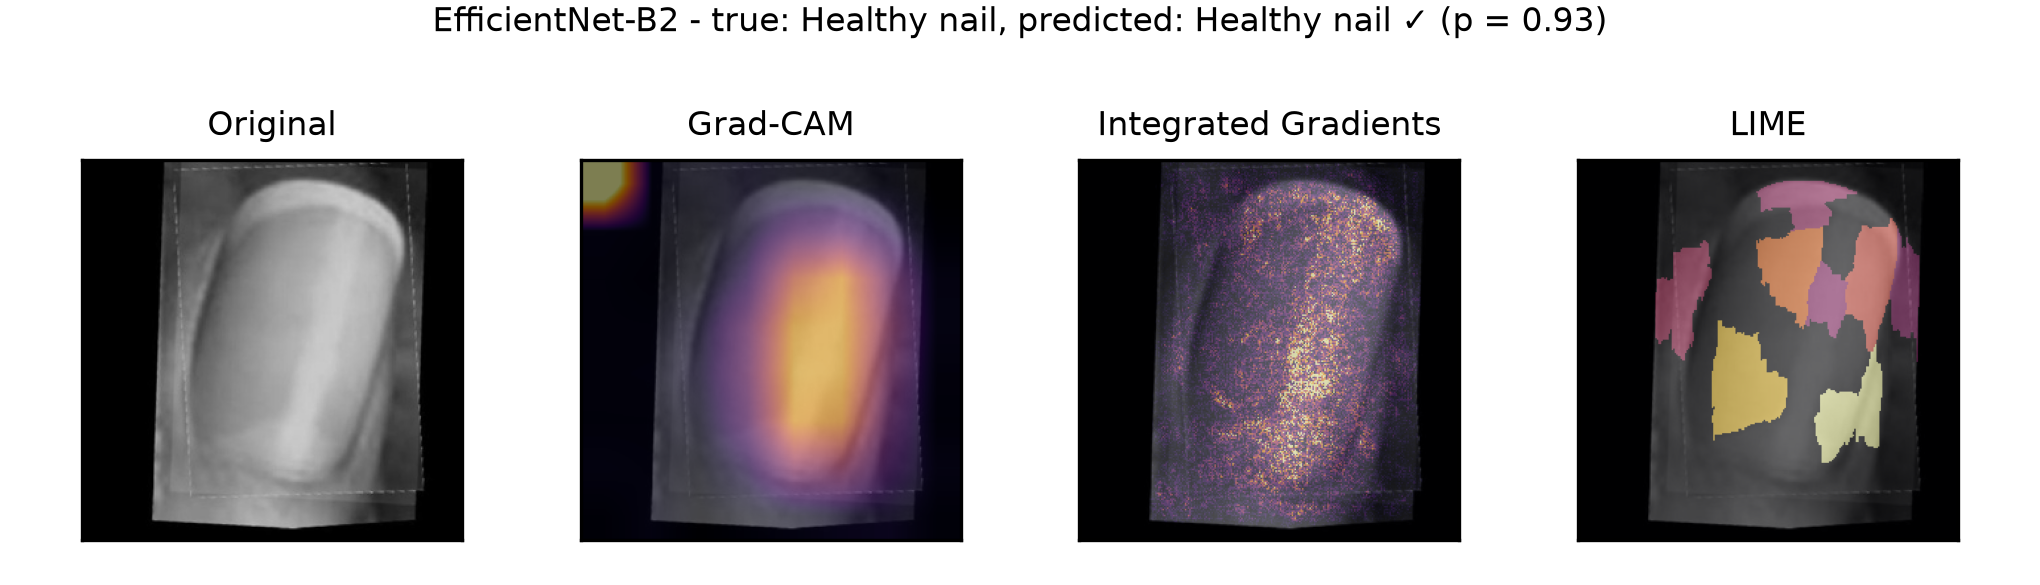 EfficientNet-B2 - true: Healthy nail, predicted: Healthy nail ✓ (p = 0.93)
Original
Grad-CAM
Integrated Gradients
LIME